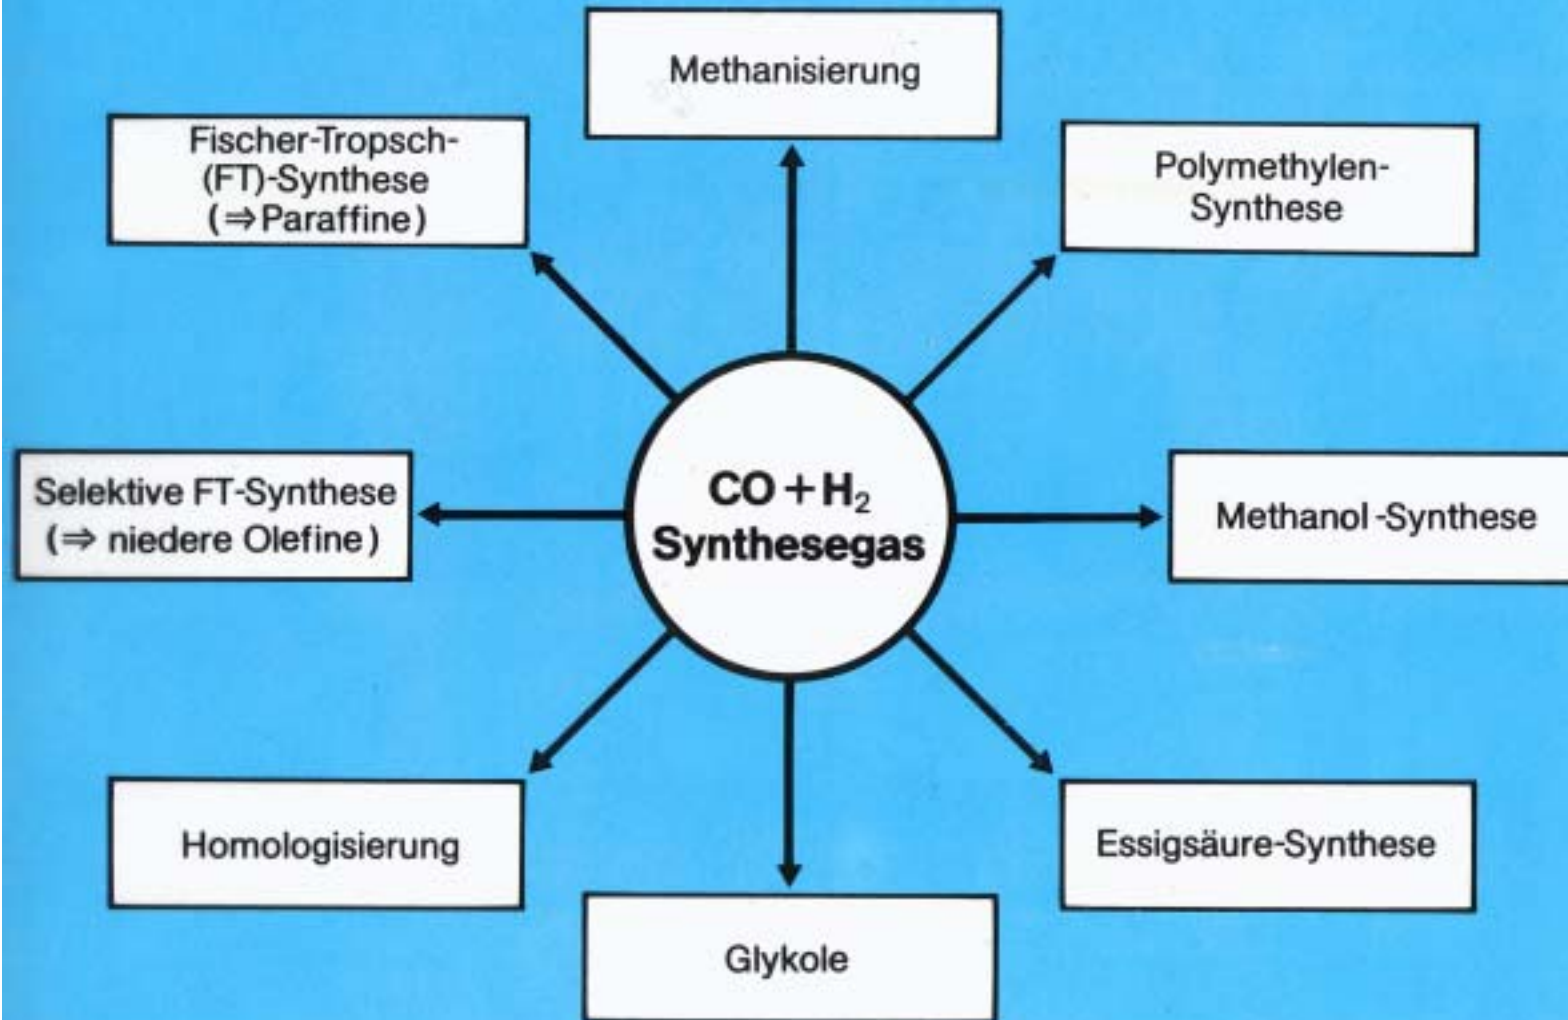 Methanisierung
Fischer-Tropsch-
(FT)-Synthese
(⇒Paraffine)
Polymethylen-
Synthese
Selektive FT-Synthese
(⇒ niedere Olefine)
CO + H₂
Synthesegas
Methanol-Synthese
Homologisierung
Essigsäure-Synthese
Glykole